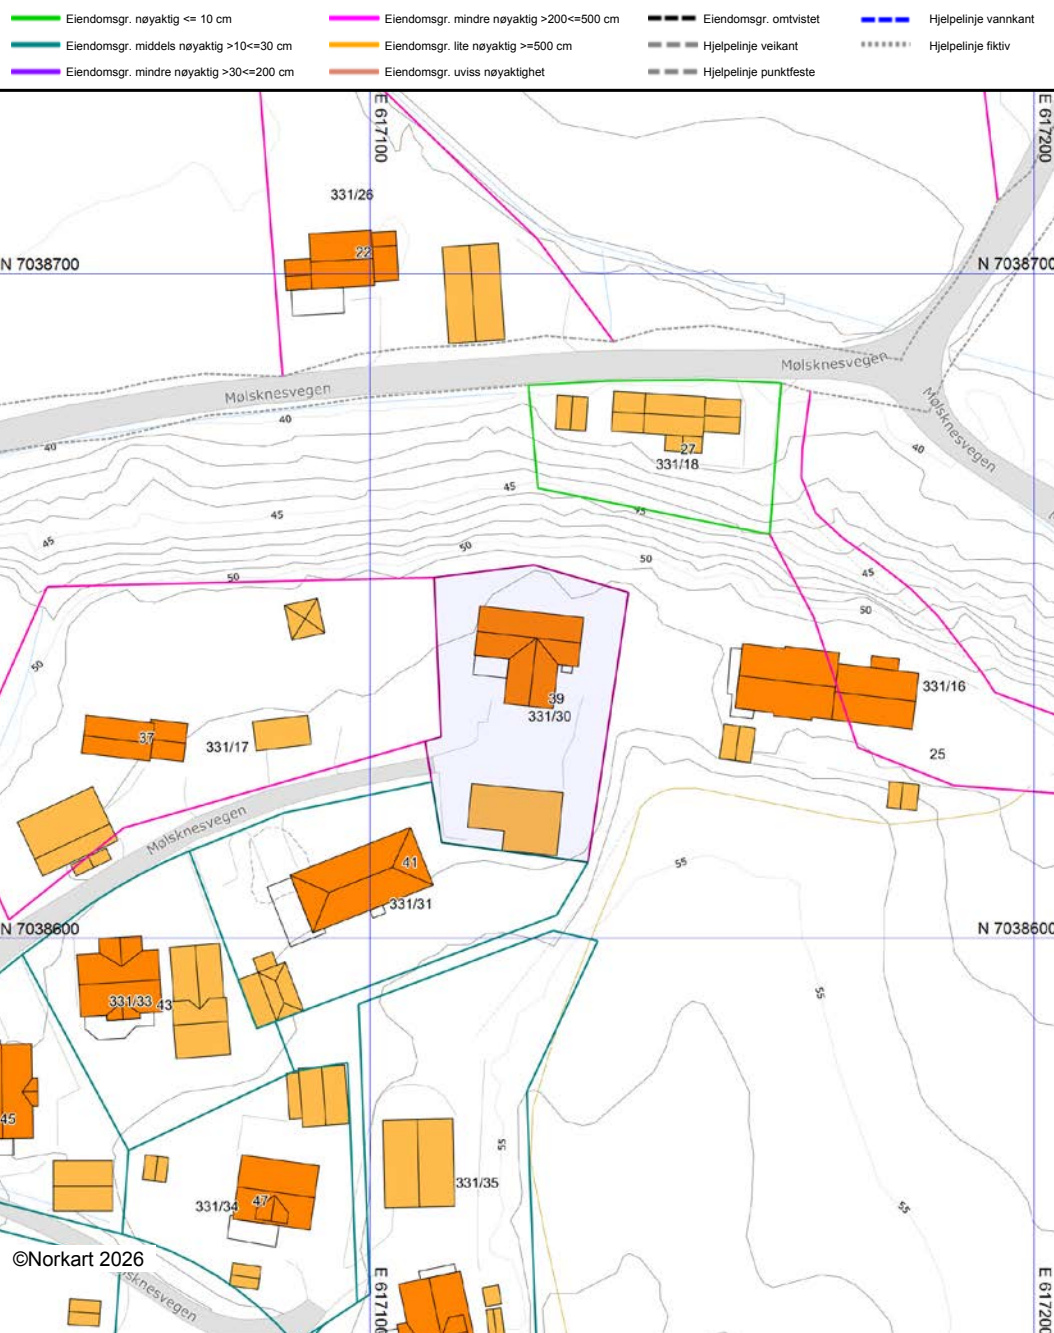 Eiendomsgr. nøyaktig <= 10 cm
Eiendomsgr. mindre nøyaktig >200<=500 cm
Eiendomsgr. omtvistet
Hjelpelinje vannkant
Eiendomsgr. middels nøyaktig >10<=30 cm
Eiendomsgr. lite nøyaktig >=500 cm
Hjelpelinje veikant
Hjelpelinje fiktiv
Eiendomsgr. mindre nøyaktig >30<=200 cm
Eiendomsgr. uviss nøyaktighet
Hjelpelinje punktfeste
E 617100
E 617200
331/26
22
N 7038700
N 7038700
Mølsknesvegen
Mølsknesvegen
Mølsknesvegen
40
40
40
27
331/18
45
45
45
45
50
50
50
45
50
50
331/16
39
331/30
37
331/17
25
Mølsknesvegen
55
41
331/31
N 7038600
N 7038600
331/33
43
55
45
55
331/35
331/34
47
55
©Norkart 2026
sknesvegen
E 617100
E 617200